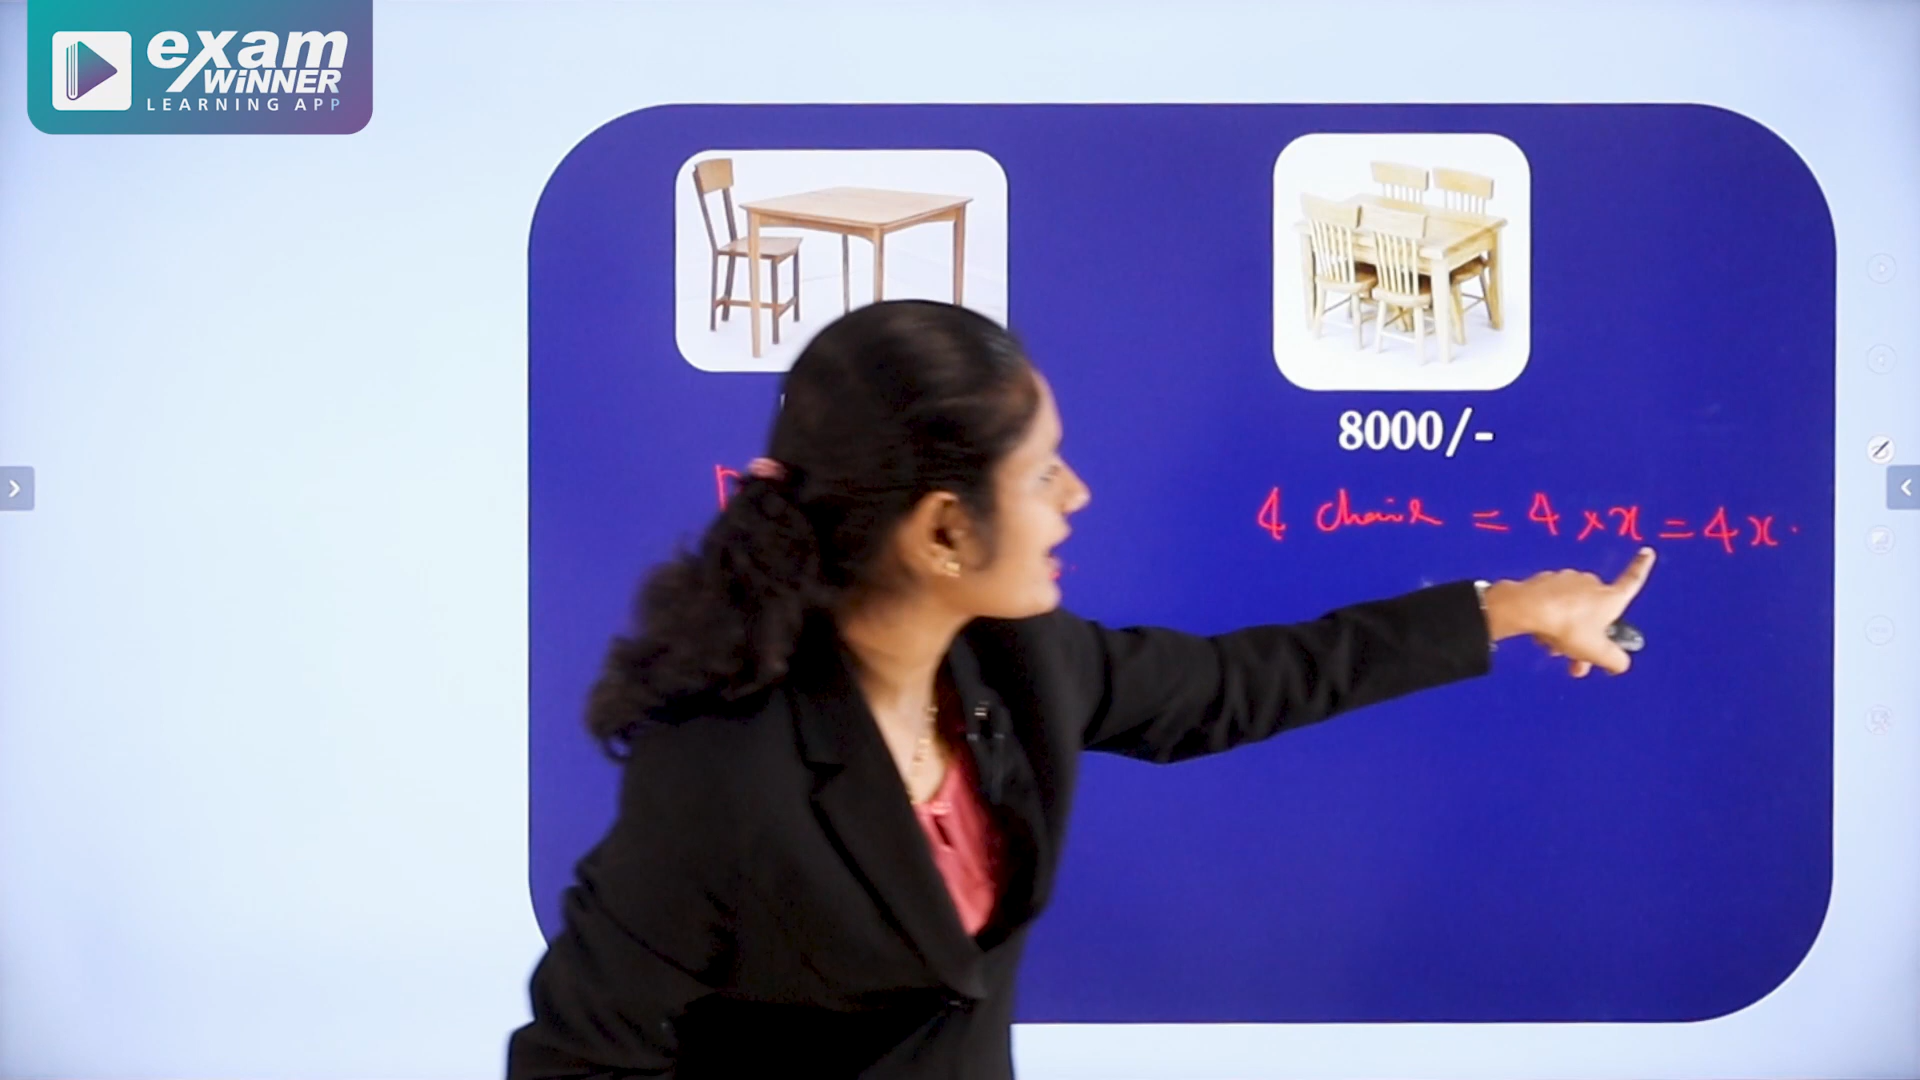 exam
WiNNER
LEARNING APP
8000/-
4 chair = 4 × x = 4x.